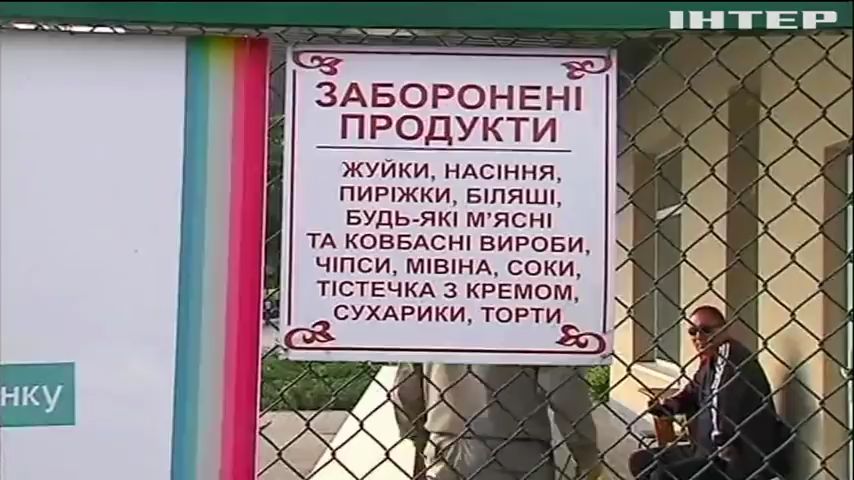 ІНТЕР
ЗАБОРОНЕНІ
ПРОДУКТИ
ЖУЙКИ, НАСІННЯ,
ПИРІЖКИ, БІЛЯШІ,
БУДЬ-ЯКІ М'ЯСНІ
ТА КОВБАСНІ ВИРОБИ,
ЧІПСИ, МІВІНА, СОКИ,
ТІСТЕЧКА З КРЕМОМ,
СУХАРИКИ, ТОРТИ
нку